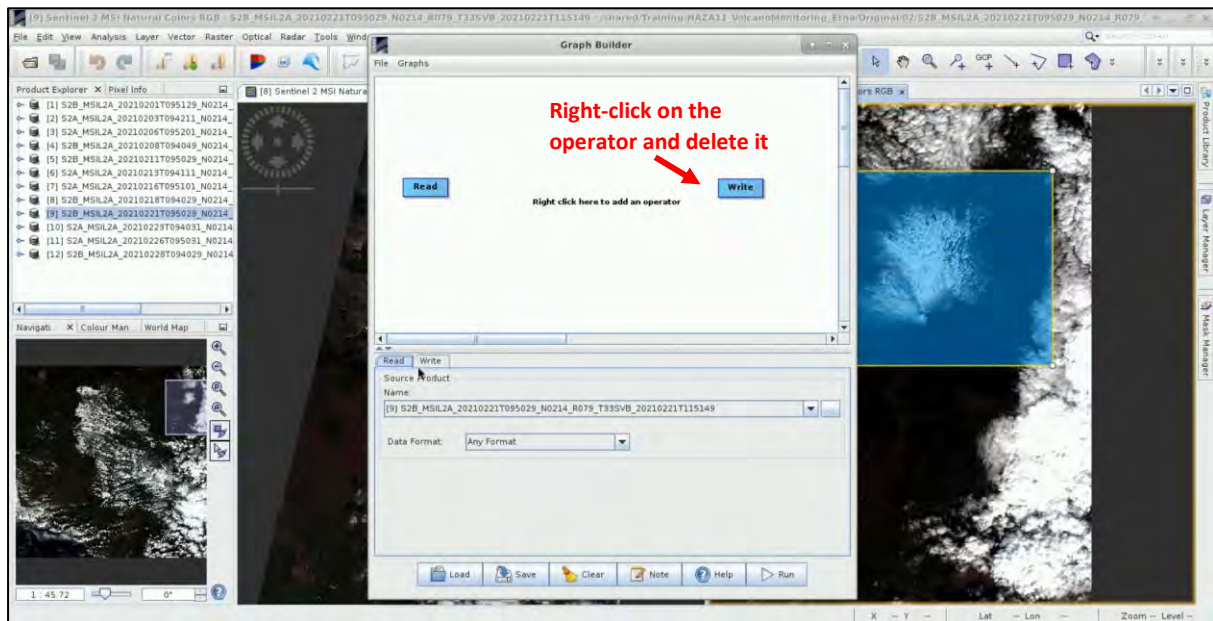 [9] Sentinel 2 MSI Natural Colors RGB - S2B_MSIL2A_20210221T095029_N0214_R079_T33SVB_20210221T115149 - /shared/Training/HAZA11_VolcanoMonitoring_Etna/Original/02/S2B_MSIL2A_20210221T095029_N0214_R079_
File Edit View Analysis Layer Vector Raster Optical Radar Tools Wind
Graph Builder
File Graphs
GCP
Product Explorer Pixel Info
[8] Sentinel 2 MSI Natura
ors RGB
[1] S2B_MSIL2A_20210201T095129_N0214_
[2] S2A_MSIL2A_20210203T094211_N0214_
[3] S2A_MSIL2A_20210206T095201_N0214_
[4] S2B_MSIL2A_20210208T094049_N0214_
[5] S2B_MSIL2A_20210211T095029_N0214_
[6] S2A_MSIL2A_20210213T094111_N0214_
[7] S2A_MSIL2A_20210216T095101_N0214_
[8] S2B_MSIL2A_20210218T094029_N0214_
[9] S2B_MSIL2A_20210221T095029_N0214_
[10] S2A_MSIL2A_20210223T094031_N0214
[11] S2A_MSIL2A_20210226T095031_N0214
[12] S2B_MSIL2A_20210228T094029_N0214
Right-click on the
operator and delete it
Read
Write
Right click here to add an operator
Product Library
Layer Manager
Mask Manager
Navigati... Colour Man... World Map
Read Write
Source Product
Name:
[9] S2B_MSIL2A_20210221T095029_N0214_R079_T33SVB_20210221T115149
...
Data Format: Any Format
Load Save Clear Note Help Run
1 : 45.72
0°
X -- Y -- Lat -- Lon -- Zoom -- Level --